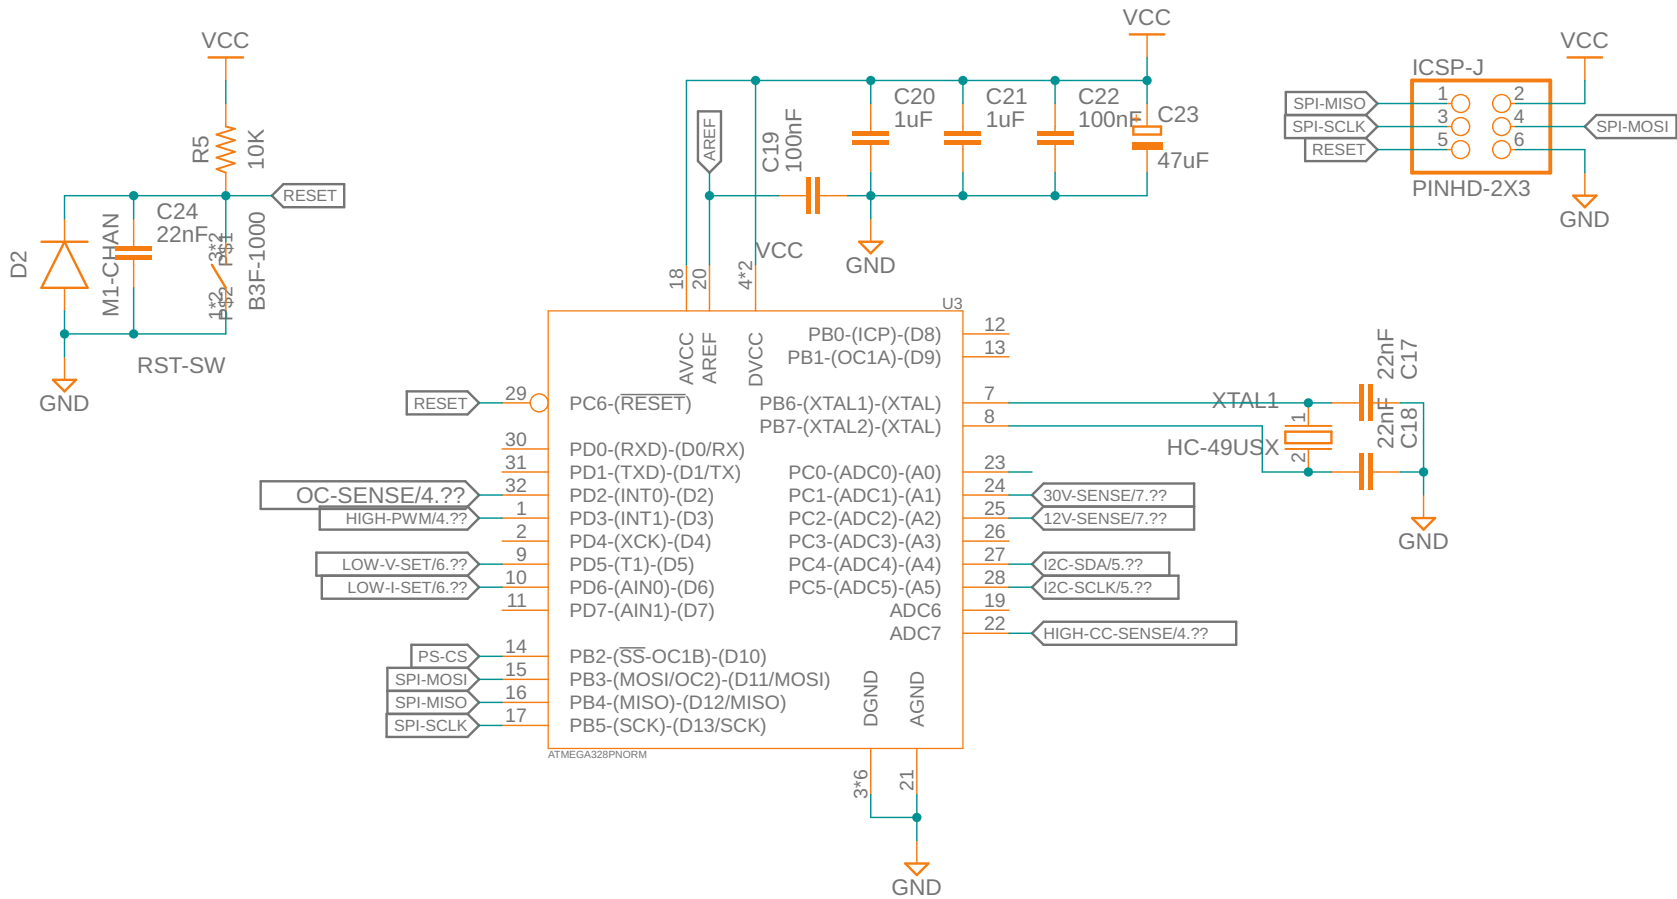 VCC
R5
10K
RESET
C24
22nF
D2
M1-CHAN
3*2
P$1
1*2
P$2
B3F-1000
RST-SW
GND
VCC
AREF
C19
100nF
C20
1uF
C21
1uF
C22
100nF
C23
47uF
GND
VCC
18
20
4*2
ICSP-J
VCC
SPI-MISO
1
2
SPI-SCLK
3
4
SPI-MOSI
RESET
5
6
PINHD-2X3
GND
U3
AVCC
AREF
DVCC
PB0-(ICP)-(D8)
12
PB1-(OC1A)-(D9)
13
RESET
29
PC6-(RESET)
PB6-(XTAL1)-(XTAL)
7
PB7-(XTAL2)-(XTAL)
8
XTAL1
HC-49USX
1
2
22nF
C17
22nF
C18
GND
30
PD0-(RXD)-(D0/RX)
31
PD1-(TXD)-(D1/TX)
OC-SENSE/4.??
32
PD2-(INT0)-(D2)
HIGH-PWM/4.??
1
PD3-(INT1)-(D3)
2
PD4-(XCK)-(D4)
LOW-V-SET/6.??
9
PD5-(T1)-(D5)
LOW-I-SET/6.??
10
PD6-(AIN0)-(D6)
11
PD7-(AIN1)-(D7)
PC0-(ADC0)-(A0)
23
PC1-(ADC1)-(A1)
24
30V-SENSE/7.??
PC2-(ADC2)-(A2)
25
12V-SENSE/7.??
PC3-(ADC3)-(A3)
26
PC4-(ADC4)-(A4)
27
I2C-SDA/5.??
PC5-(ADC5)-(A5)
28
I2C-SCLK/5.??
ADC6
19
ADC7
22
HIGH-CC-SENSE/4.??
PS-CS
14
PB2-(SS-OC1B)-(D10)
SPI-MOSI
15
PB3-(MOSI/OC2)-(D11/MOSI)
SPI-MISO
16
PB4-(MISO)-(D12/MISO)
SPI-SCLK
17
PB5-(SCK)-(D13/SCK)
DGND
AGND
ATMEGA328PNORM
3*6
21
GND